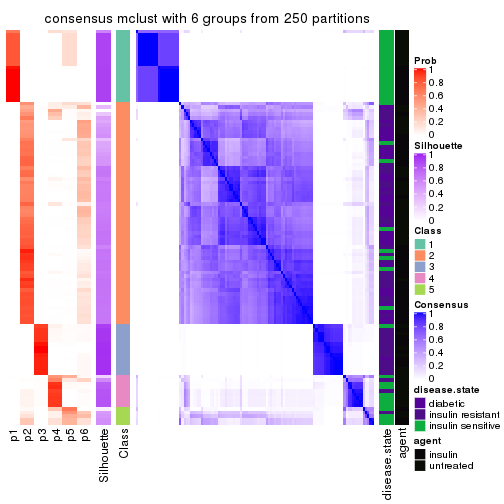 consensus mclust with 6 groups from 250 partitions
Prob
1
0.8
0.6
0.4
0.2
0
Silhouette
1
0.8
0.6
0.4
0.2
0
Class
1
2
3
4
5
Consensus
1
0.8
0.6
0.4
0.2
0
disease.state
diabetic
insulin resistant
insulin sensitive
agent
insulin
untreated
p1
p2
p3
p4
p5
p6
Silhouette
Class
disease.state
agent